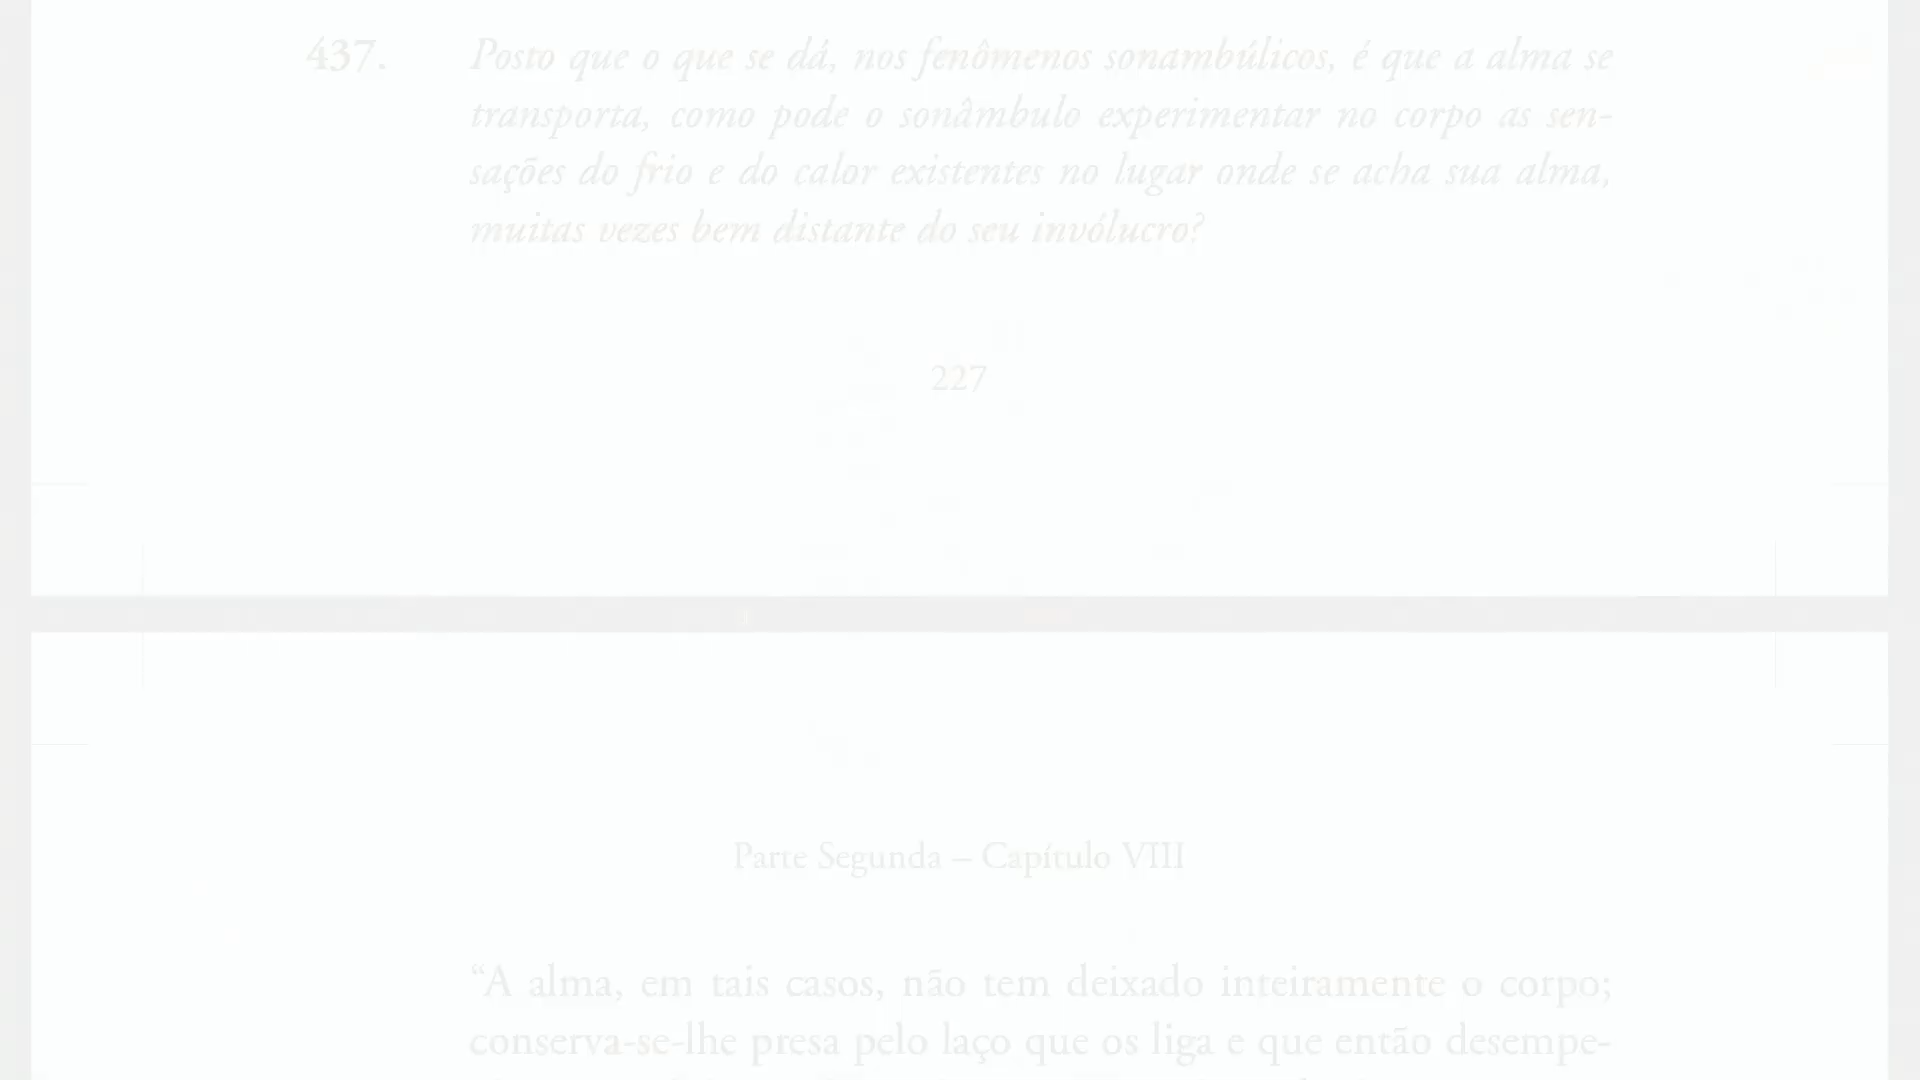 437. Posto que o que se dá, nos fenômenos sonambúlicos, é que a alma se
transporta, como pode o sonâmbulo experimentar no corpo as sen-
sações do frio e do calor existentes no lugar onde se acha sua alma,
muitas vezes bem distante do seu invólucro?
227
Parte Segunda – Capítulo VIII
“A alma, em tais casos, não tem deixado inteiramente o corpo;
conserva-se-lhe presa pelo laço que os liga e que então desempe-